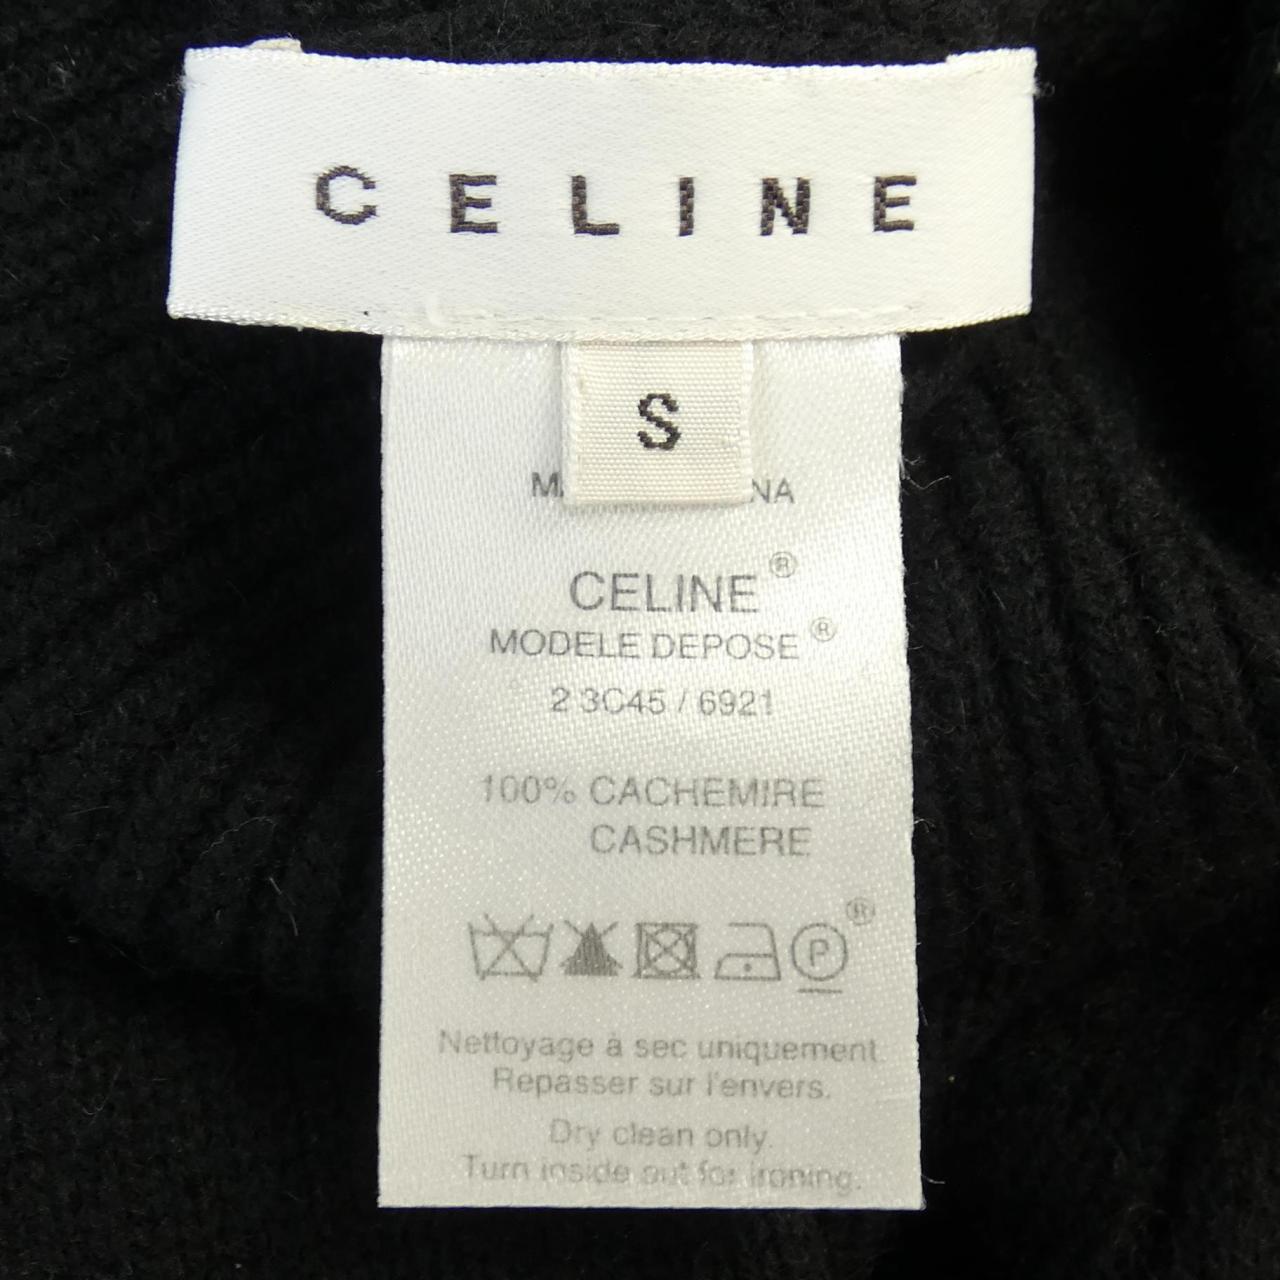 CELINE
S
CELINE®
MODELE DEPOSE®
2 3C45 / 6921
100% CACHEMIRE
CASHMERE
P ®
Nettoyage à sec uniquement
Repasser sur l'envers.
Dry clean only.
Turn inside out for ironing.